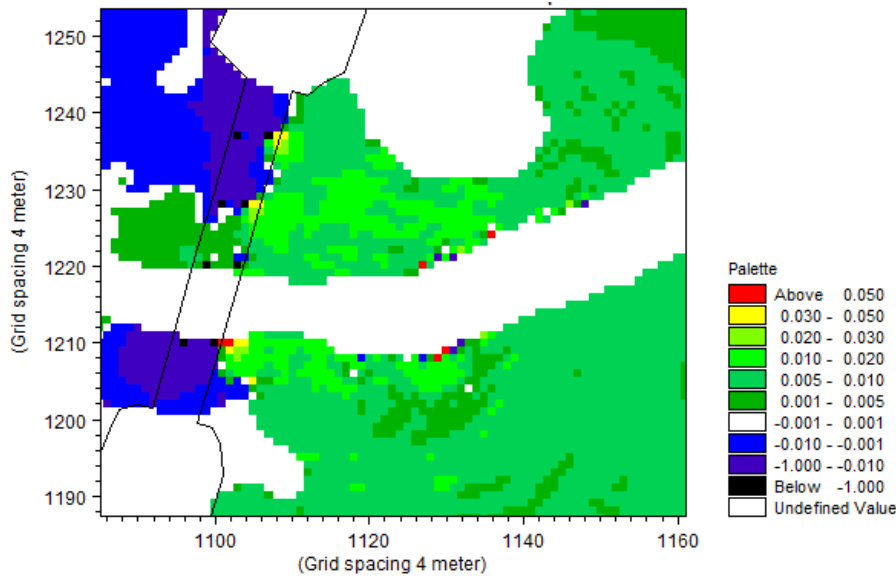 1250
1240
1230
1220
1210
1200
1190
(Grid spacing 4 meter)
1100
1120
1140
1160
(Grid spacing 4 meter)
Palette
Above 0.050
0.030 - 0.050
0.020 - 0.030
0.010 - 0.020
0.005 - 0.010
0.001 - 0.005
-0.001 - 0.001
-0.010 - -0.001
-1.000 - -0.010
Below -1.000
Undefined Value